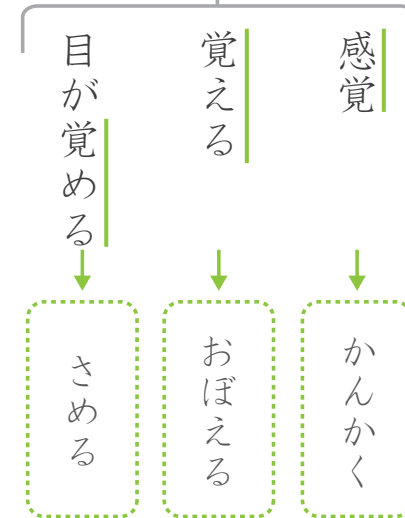 感覚
かんかく
覚える
おぼえる
目が覚める
さめる